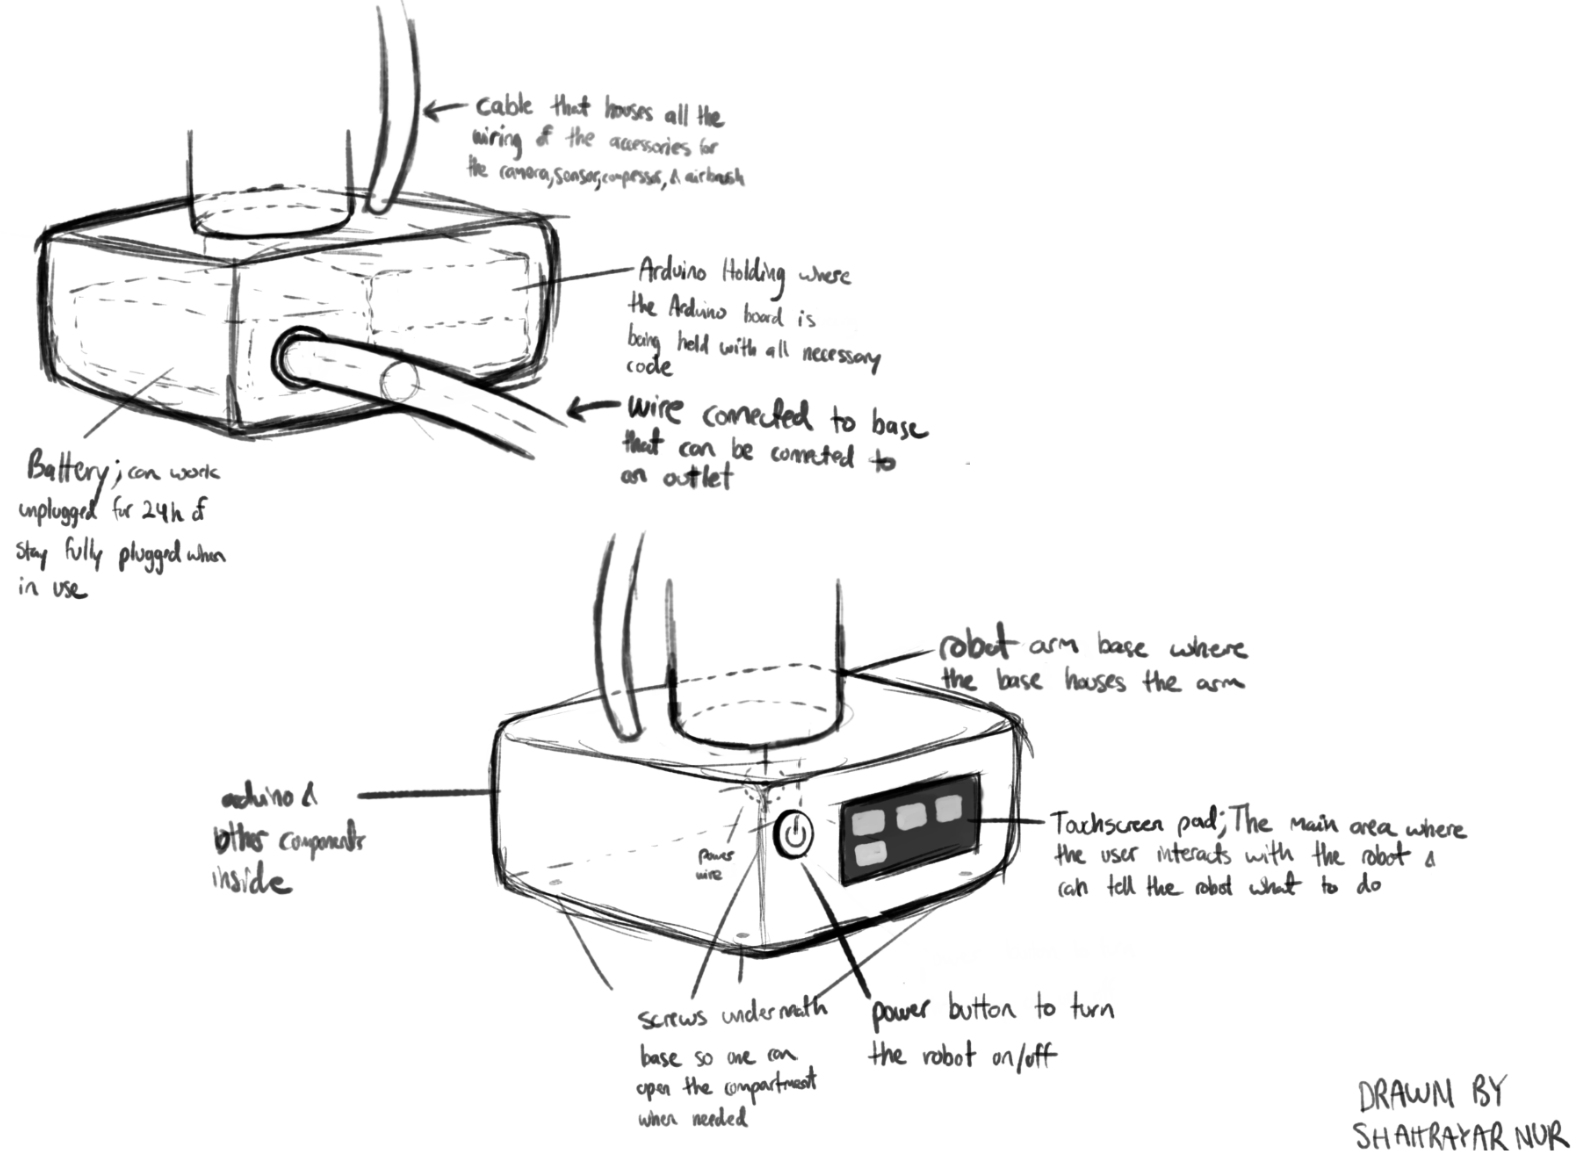 cable that houses all the
wiring of the accessories for
the camera, sensor, compressor, & airbrush
Arduino Holding where
the Arduino board is
being held with all necessary
code
wire connected to base
that can be connected to
an outlet
Battery; can work
unplugged for 24h of
stay fully plugged when
in use
robot arm base where
the base houses the arm
arduino &
other components
inside
power
wire
Touchscreen pad; The main area where
the user interacts with the robot &
can tell the robot what to do
screws underneath
base so one can
open the compartment
when needed
power button to turn
the robot on/off
DRAWN BY
SHAHRAYAR NUR